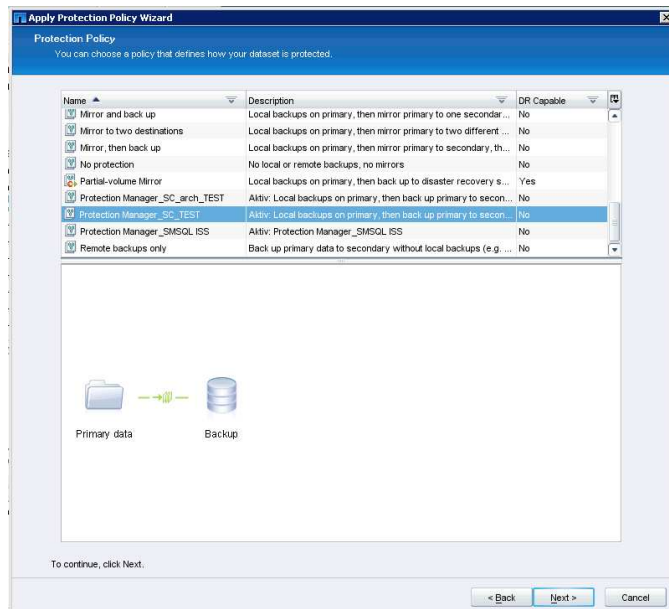 Apply Protection Policy Wizard
Protection Policy
You can choose a policy that defines how your dataset is protected.
Name Description DR Capable
Mirror and back up Local backups on primary, then mirror primary to one secondar... No
Mirror to two destinations Local backups on primary, then mirror primary to two different ... No
Mirror, then back up Local backups on primary, then mirror primary to secondary, th... No
No protection No local or remote backups, no mirrors No
Partial-volume Mirror Local backups on primary, then back up to disaster recovery s... Yes
Protection Manager_SC_arch_TEST Aktiv: Local backups on primary, then back up primary to secon... No
Protection Manager_SC_TEST Aktiv: Local backups on primary, then back up primary to secon... No
Protection Manager_SMSQL ISS Aktiv: Protection Manager_SMSQL ISS No
Remote backups only Back up primary data to secondary without local backups (e.g. ... No
Primary data Backup
To continue, click Next.
< Back Next > Cancel